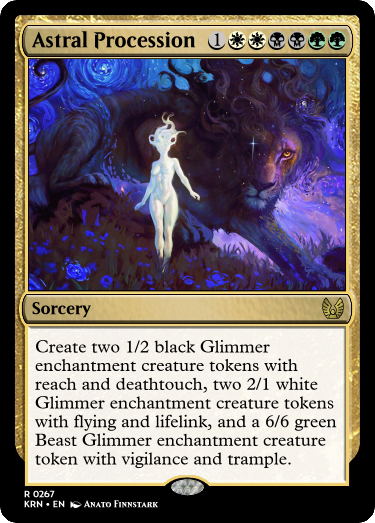 Astral Procession 1
Sorcery
Create two 1/2 black Glimmer
enchantment creature tokens with
reach and deathtouch, two 2/1 white
Glimmer enchantment creature tokens
with flying and lifelink, and a 6/6 green
Beast Glimmer enchantment creature
token with vigilance and trample.
R 0267
KRN • EN Anato Finnstark